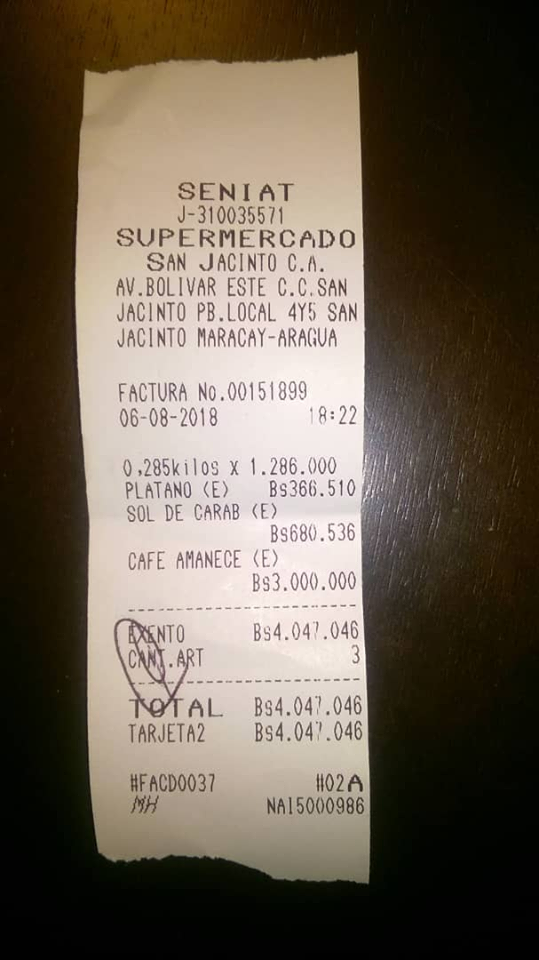 SENIAT
J-310035571
SUPERMERCADO
SAN JACINTO C.A.
AV.BOLIVAR ESTE C.C.SAN
JACINTO PB.LOCAL 4Y5 SAN
JACINTO MARACAY-ARAGUA
FACTURA No.00151899
06-08-2018 18:22
0,285kilos X 1.286.000
PLATANO (E) Bs366.510
SOL DE CARAB (E)
Bs680.536
CAFE AMANECE (E)
Bs3.000.000
EXENTO Bs4.047.046
CANT.ART 3
TOTAL Bs4.047.046
TARJETA2 Bs4.047.046
#FACD0037 #02A
MH NAI5000986